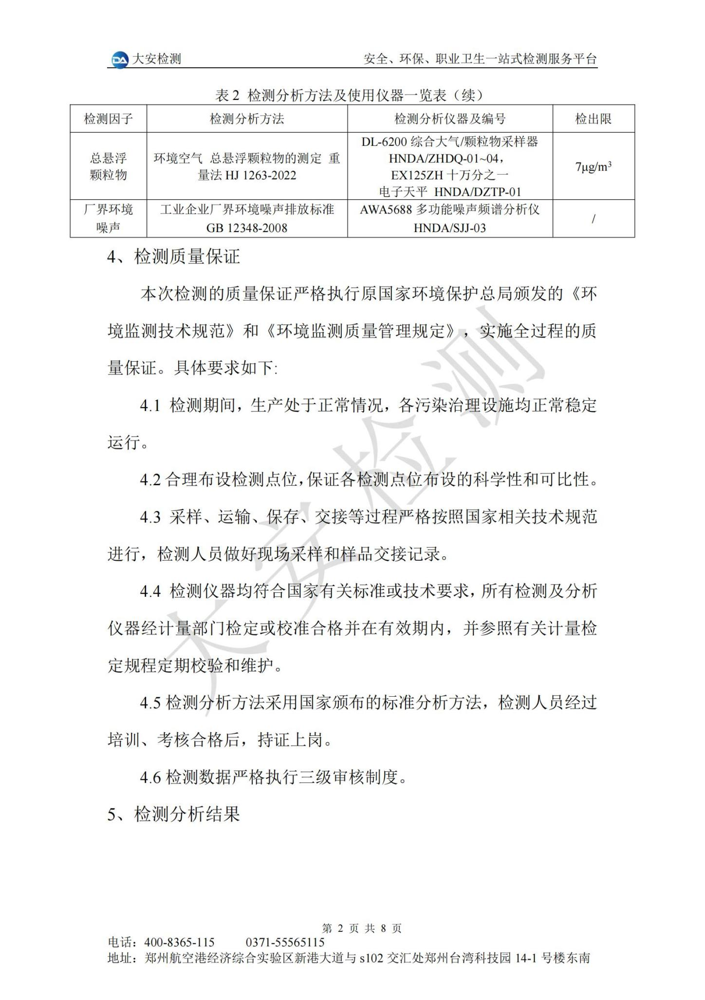 DA 大安检测 安全、环保、职业卫生一站式检测服务平台
表 2 检测分析方法及使用仪器一览表（续）
检测因子 检测分析方法 检测分析仪器及编号 检出限
总悬浮
颗粒物
环境空气 总悬浮颗粒物的测定 重
量法 HJ 1263-2022
DL-6200 综合大气/颗粒物采样器
HNDA/ZHDQ-01~04，
EX125ZH 十万分之一
电子天平 HNDA/DZTP-01
7μg/m³
厂界环境
噪声
工业企业厂界环境噪声排放标准
GB 12348-2008
AWA5688 多功能噪声频谱分析仪
HNDA/SJJ-03
/
4、检测质量保证
本次检测的质量保证严格执行原国家环境保护总局颁发的《环
境监测技术规范》和《环境监测质量管理规定》，实施全过程的质
量保证。具体要求如下:
4.1 检测期间，生产处于正常情况，各污染治理设施均正常稳定
运行。
4.2 合理布设检测点位，保证各检测点位布设的科学性和可比性。
4.3 采样、运输、保存、交接等过程严格按照国家相关技术规范
进行，检测人员做好现场采样和样品交接记录。
4.4 检测仪器均符合国家有关标准或技术要求，所有检测及分析
仪器经计量部门检定或校准合格并在有效期内，并参照有关计量检
定规程定期校验和维护。
4.5 检测分析方法采用国家颁布的标准分析方法，检测人员经过
培训、考核合格后，持证上岗。
4.6 检测数据严格执行三级审核制度。
5、检测分析结果
大安检测
第 2 页 共 8 页
电话：400-8365-115 0371-55565115
地址：郑州航空港经济综合实验区新港大道与 s102 交汇处郑州台湾科技园 14-1 号楼东南